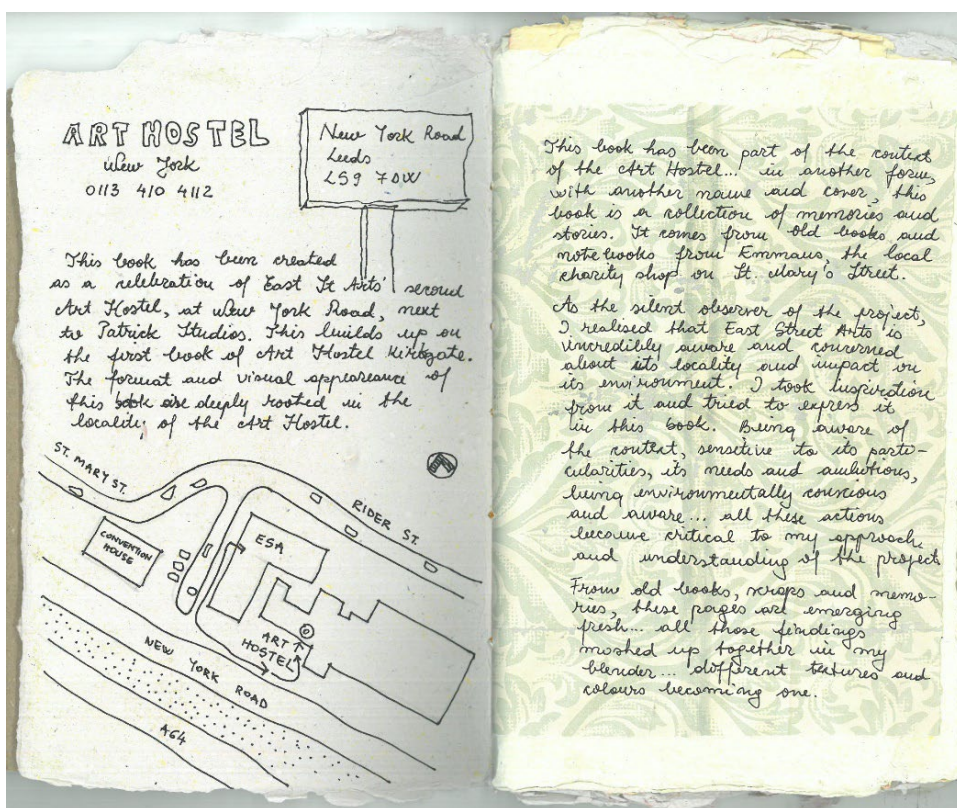 ART HOSTEL
New York
0113 410 4112
New York Road
Leeds
LS9 7DW
This book has been created
as a celebration of East St Arts' second
Art Hostel, at New York Road, next
to Patrick Studios. This builds up on
the first book of Art Hostel Kirkgate.
The format and visual appeareance of
this book are deeply rooted in the
locality of the Art Hostel.
ST. MARY ST.
RIDER ST.
CONVENTION
HOUSE
ESA
ART
HOSTEL
NEW YORK ROAD
A64
This book has been part of the context
of the Art Hostel... in another form,
with another name and cover, this
book is a collection of memories and
stories. It comes from old books and
notebooks from Emmaus, the local
charity shop on St. Mary's Street.
As the silent observer of the project,
I realised that East Street Arts is
incredibly aware and concerned
about its locality and impact on
its environment. I took inspiration
from it and tried to express it
in this book. Being aware of
the context, sensitive to its parti-
cularities, its needs and ambitions,
being environmentally conscious
and aware... all these actions
became critical to my approach
and understanding of the project.
From old books, scraps and memo-
ries, these pages are emerging
fresh... all those findings
mashed up together in my
blender... different textures and
colours becoming one.